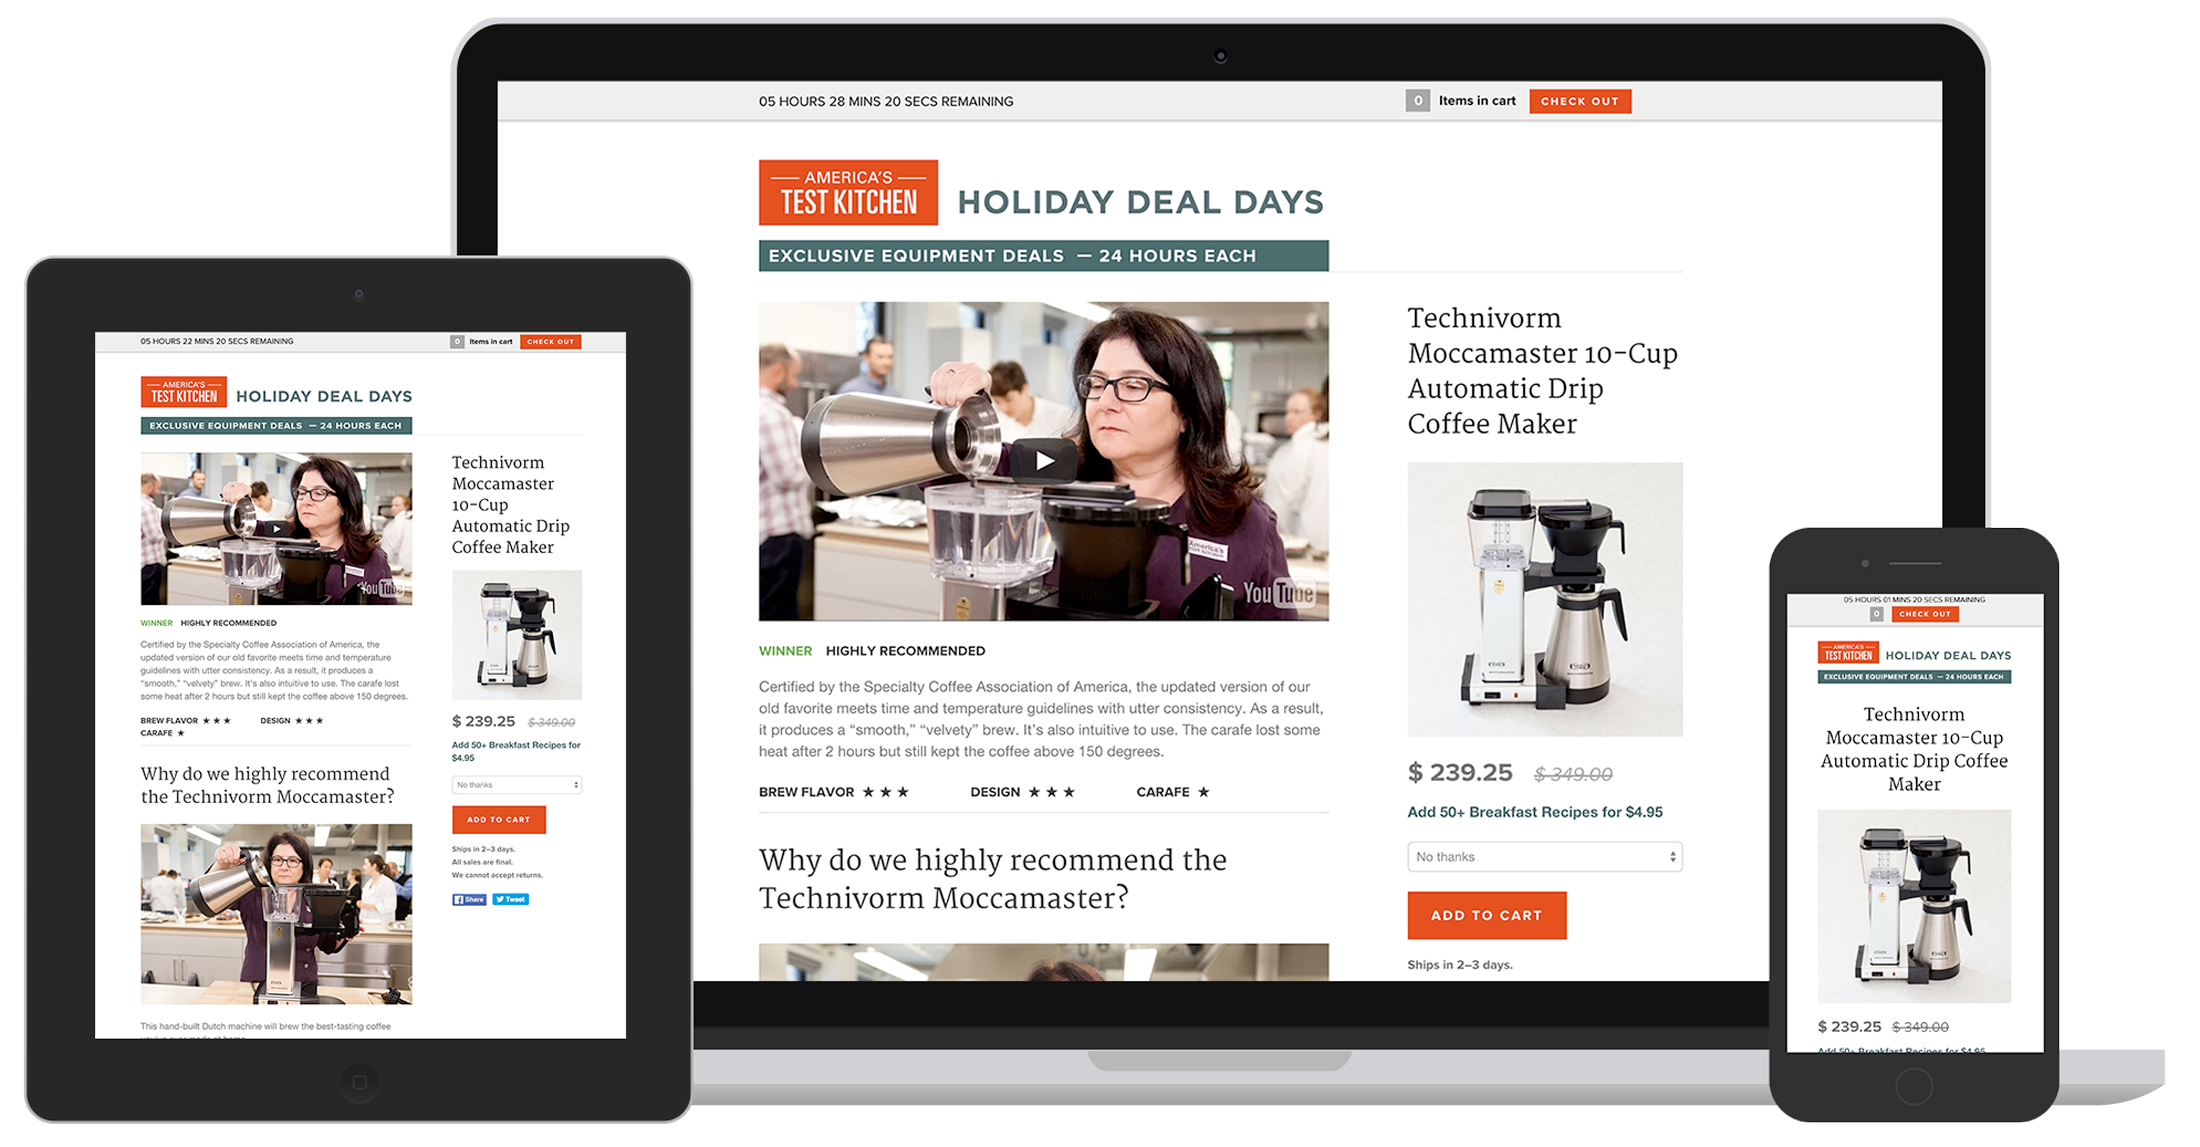 05 HOURS 28 MINS 20 SECS REMAINING
0 Items in cart CHECK OUT
AMERICA'S
TEST KITCHEN
HOLIDAY DEAL DAYS
EXCLUSIVE EQUIPMENT DEALS — 24 HOURS EACH
America's
YouTube
WINNER HIGHLY RECOMMENDED
Certified by the Specialty Coffee Association of America, the updated version of our
old favorite meets time and temperature guidelines with utter consistency. As a result,
it produces a “smooth,” “velvety” brew. It’s also intuitive to use. The carafe lost some
heat after 2 hours but still kept the coffee above 150 degrees.
BREW FLAVOR ★ ★ ★ DESIGN ★ ★ ★ CARAFE ★
Why do we highly recommend the
Technivorm Moccamaster?
Technivorm
Moccamaster 10-Cup
Automatic Drip
Coffee Maker
$ 239.25 $ 349.00
Add 50+ Breakfast Recipes for $4.95
No thanks
ADD TO CART
Ships in 2–3 days.
05 HOURS 22 MINS 20 SECS REMAINING
0 Items in cart CHECK OUT
AMERICA'S
TEST KITCHEN
HOLIDAY DEAL DAYS
EXCLUSIVE EQUIPMENT DEALS — 24 HOURS EACH
YouTube
WINNER HIGHLY RECOMMENDED
Certified by the Specialty Coffee Association of America, the
updated version of our old favorite meets time and temperature
guidelines with utter consistency. As a result, it produces a
“smooth,” “velvety” brew. It’s also intuitive to use. The carafe lost
some heat after 2 hours but still kept the coffee above 150 degrees.
BREW FLAVOR ★ ★ ★ DESIGN ★ ★ ★
CARAFE ★
Why do we highly recommend
the Technivorm Moccamaster?
This hand-built Dutch machine will brew the best-tasting coffee
you've ever made at home.
Technivorm
Moccamaster
10-Cup
Automatic Drip
Coffee Maker
$ 239.25 $ 349.00
Add 50+ Breakfast Recipes for
$4.95
No thanks
ADD TO CART
Ships in 2–3 days.
All sales are final.
We cannot accept returns.
Share Tweet
05 HOURS 01 MINS 20 SECS REMAINING
0 CHECK OUT
AMERICA'S
TEST KITCHEN
HOLIDAY DEAL DAYS
EXCLUSIVE EQUIPMENT DEALS — 24 HOURS EACH
Technivorm
Moccamaster 10-Cup
Automatic Drip Coffee
Maker
$ 239.25 $ 349.00
Add 50+ Breakfast Recipes for $4.95